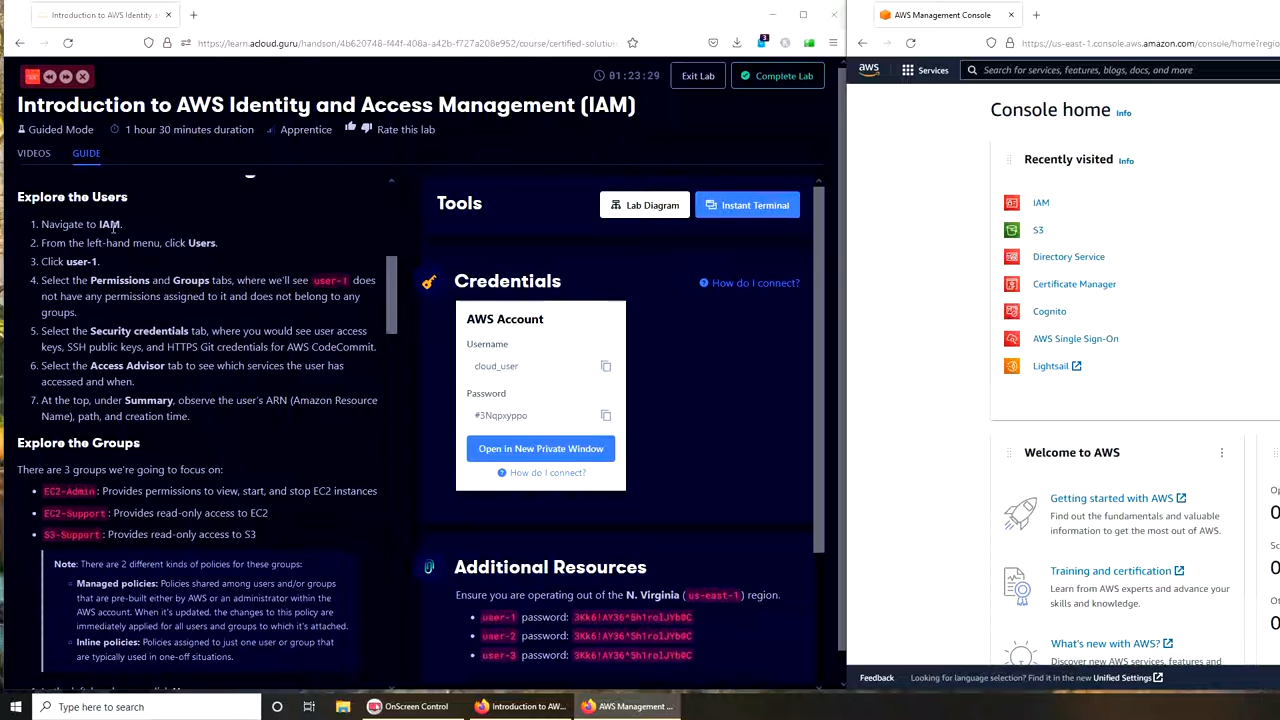 Introduction to AWS Identity
AWS Management Console
https://learn.acloud.guru/handson/4b620748-f44f-408a-a42b-f727a208e952/course/certified-solution
3
https://us-east-1.console.aws.amazon.com/console/home?regio
01:23:29
Exit Lab
Complete Lab
aws
Services
Search for services, features, blogs, docs, and more
Introduction to AWS Identity and Access Management (IAM)
Guided Mode
1 hour 30 minutes duration
Apprentice
Rate this lab
VIDEOS
GUIDE
Explore the Users
1. Navigate to IAM.
2. From the left-hand menu, click Users.
3. Click user-1.
4. Select the Permissions and Groups tabs, where we'll see user-1 does
not have any permissions assigned to it and does not belong to any
groups.
5. Select the Security credentials tab, where you would see user access
keys, SSH public keys, and HTTPS Git credentials for AWS CodeCommit.
6. Select the Access Advisor tab to see which services the user has
accessed and when.
7. At the top, under Summary, observe the user's ARN (Amazon Resource
Name), path, and creation time.
Explore the Groups
There are 3 groups we're going to focus on:
EC2-Admin: Provides permissions to view, start, and stop EC2 instances
EC2-Support: Provides read-only access to EC2
S3-Support: Provides read-only access to S3
Note: There are 2 different kinds of policies for these groups:
Managed policies: Policies shared among users and/or groups
that are pre-built either by AWS or an administrator within the
AWS account. When it's updated, the changes to this policy are
immediately applied for all users and groups to which it's attached.
Inline policies: Policies assigned to just one user or group that
are typically used in one-off situations.
Tools
Lab Diagram
Instant Terminal
Credentials
How do I connect?
AWS Account
Username
cloud_user
Password
#3Nqpxyppo
Open in New Private Window
How do I connect?
Additional Resources
Ensure you are operating out of the N. Virginia (us-east-1) region.
user-1 password: 3Kk6!AY36^5h1rolJYb@C
user-2 password: 3Kk6!AY36^5h1rolJYb@C
user-3 password: 3Kk6!AY36^5h1rolJYb@C
Console home Info
Recently visited Info
IAM
S3
Directory Service
Certificate Manager
Cognito
AWS Single Sign-On
Lightsail
Welcome to AWS
Getting started with AWS
Find out the fundamentals and valuable
information to get the most out of AWS.
Training and certification
Learn from AWS experts and advance your
skills and knowledge.
What's new with AWS?
Discover new AWS services, features and
Op
0
Sc
0
Ot
0
Feedback
Looking for language selection? Find it in the new Unified Settings
Type here to search
OnScreen Control
Introduction to AW...
AWS Management ...